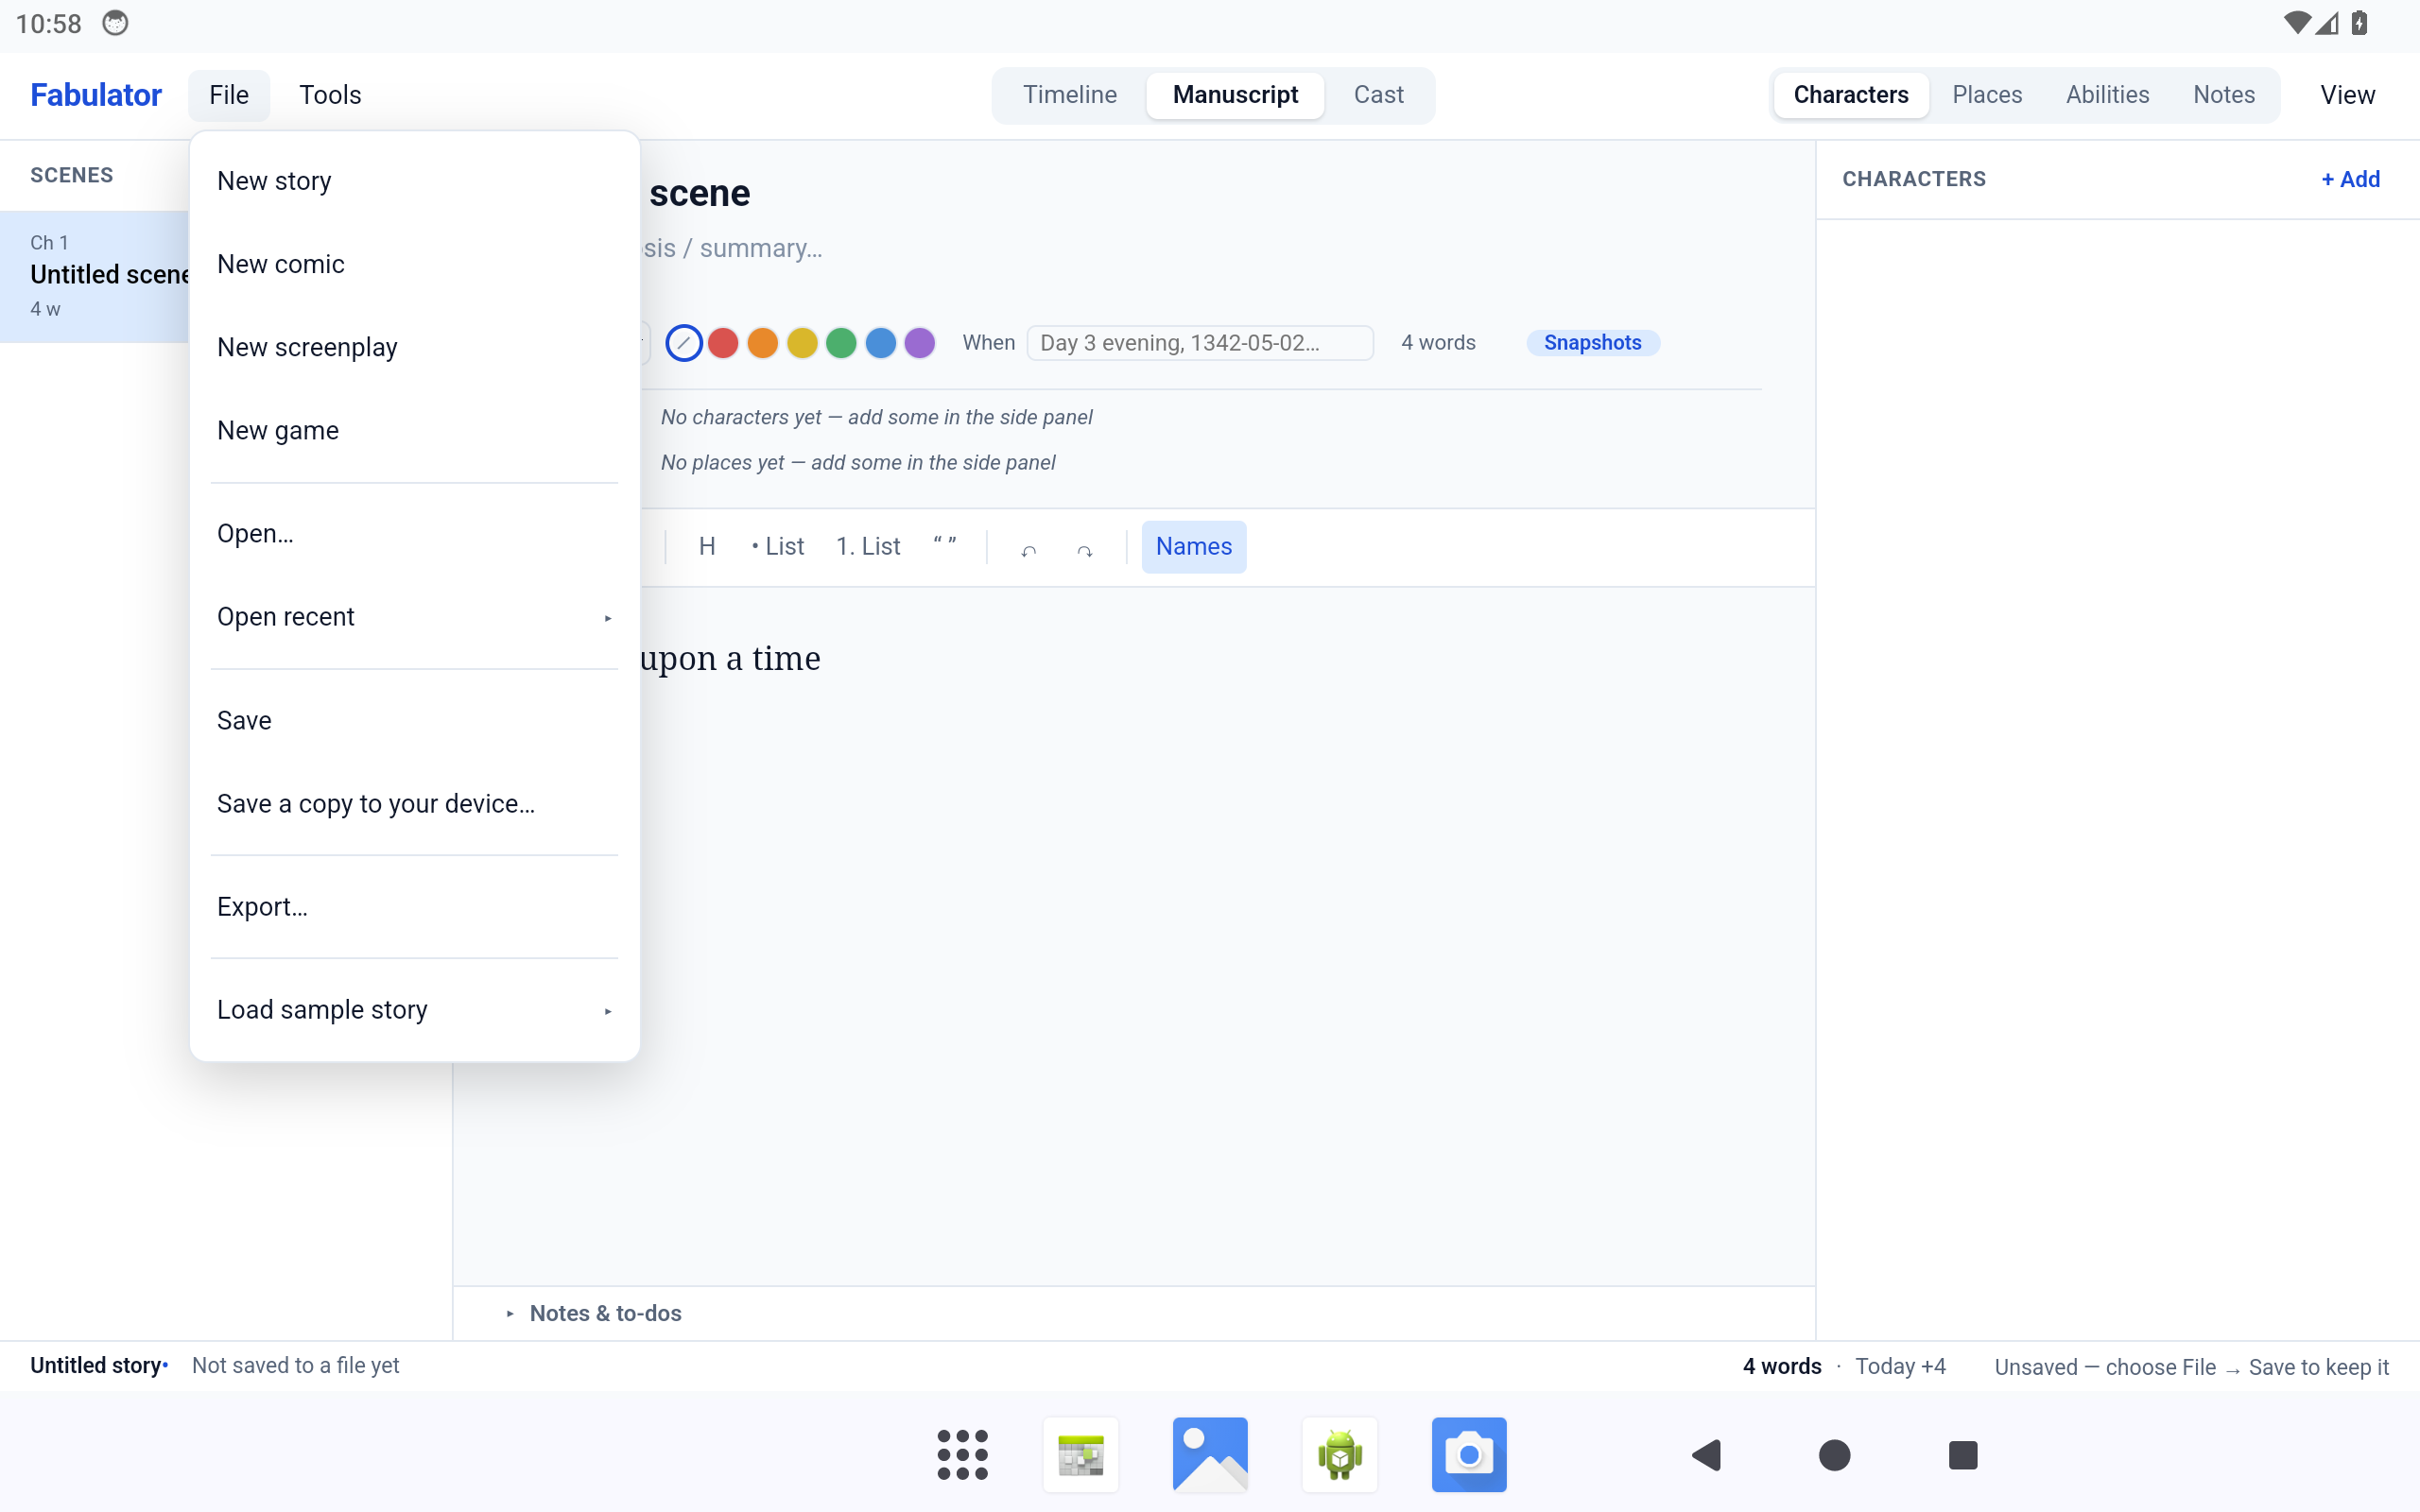 10:58
Fabulator File Tools Timeline Manuscript Cast Characters Places Abilities Notes View
SCENES
Ch 1
Untitled scene
4 w
New story
New comic
New screenplay
New game
Open...
Open recent
Save
Save a copy to your device...
Export...
Load sample story
scene
sis / summary...
When Day 3 evening, 1342-05-02... 4 words Snapshots
No characters yet — add some in the side panel
No places yet — add some in the side panel
H • List 1. List “ ” Names
upon a time
Notes & to-dos
CHARACTERS + Add
Untitled story• Not saved to a file yet 4 words · Today +4 Unsaved — choose File → Save to keep it